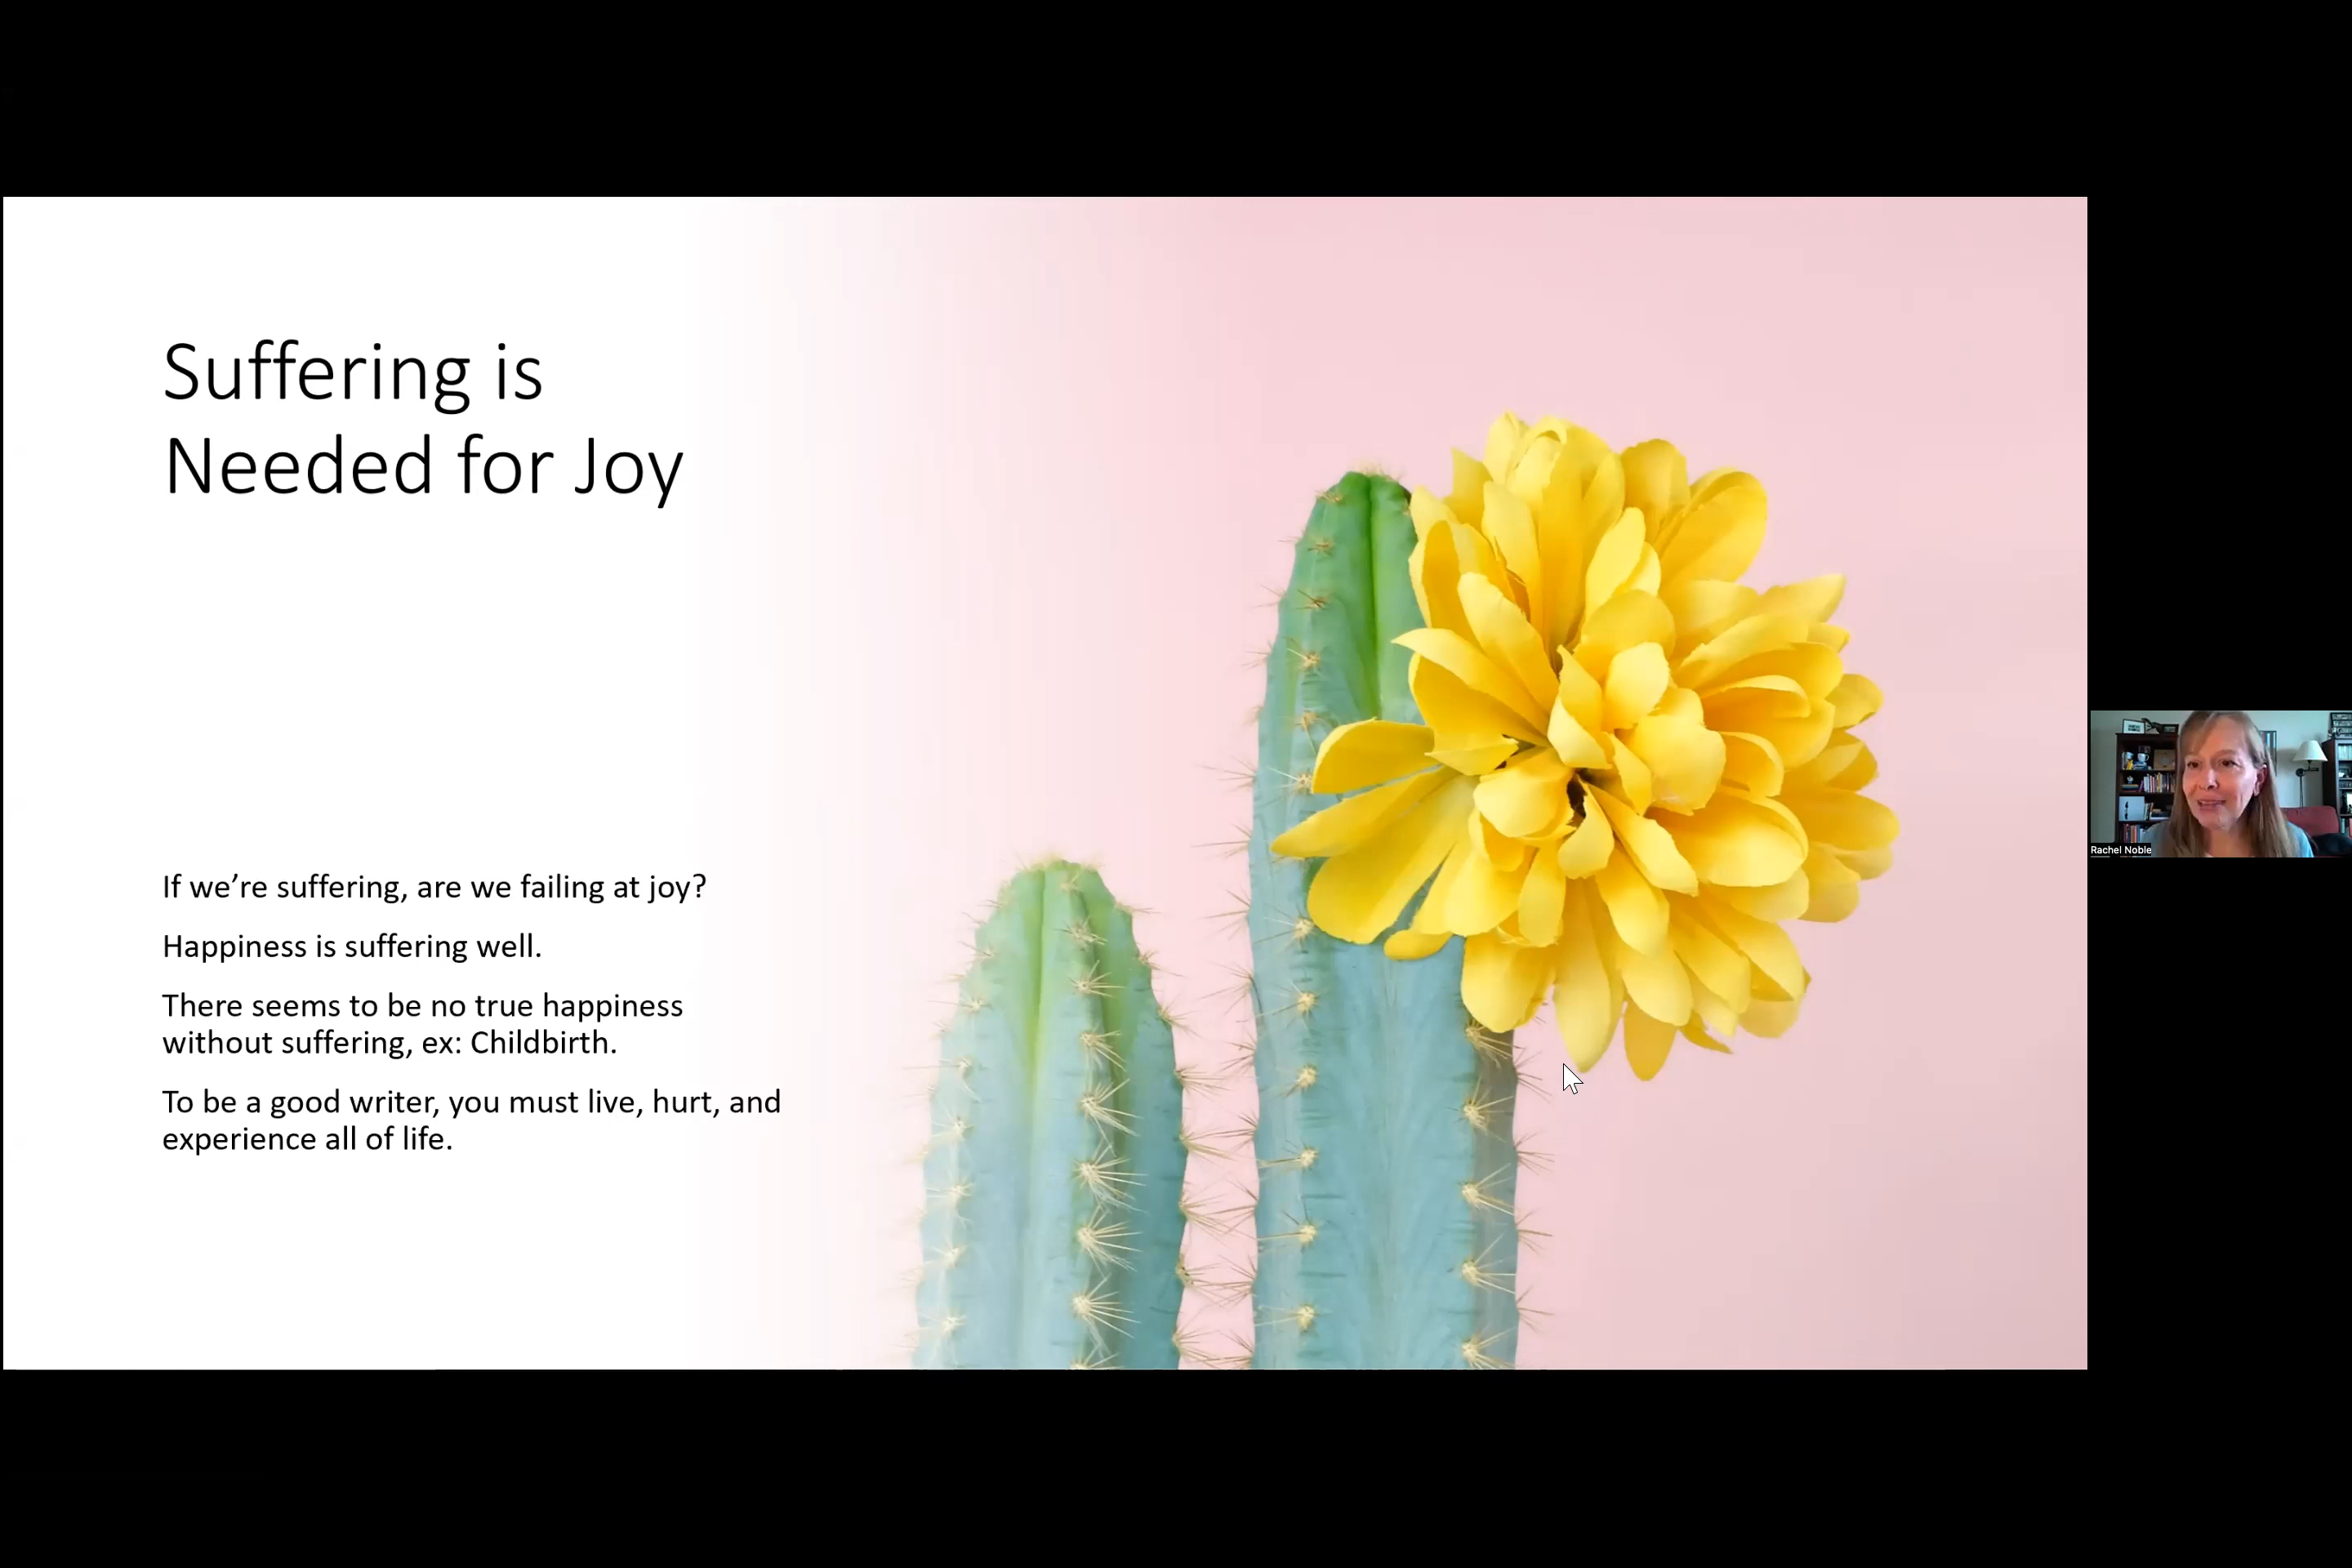 Suffering is
Needed for Joy
If we’re suffering, are we failing at joy?
Happiness is suffering well.
There seems to be no true happiness
without suffering, ex: Childbirth.
To be a good writer, you must live, hurt, and
experience all of life.
Rachel Noble